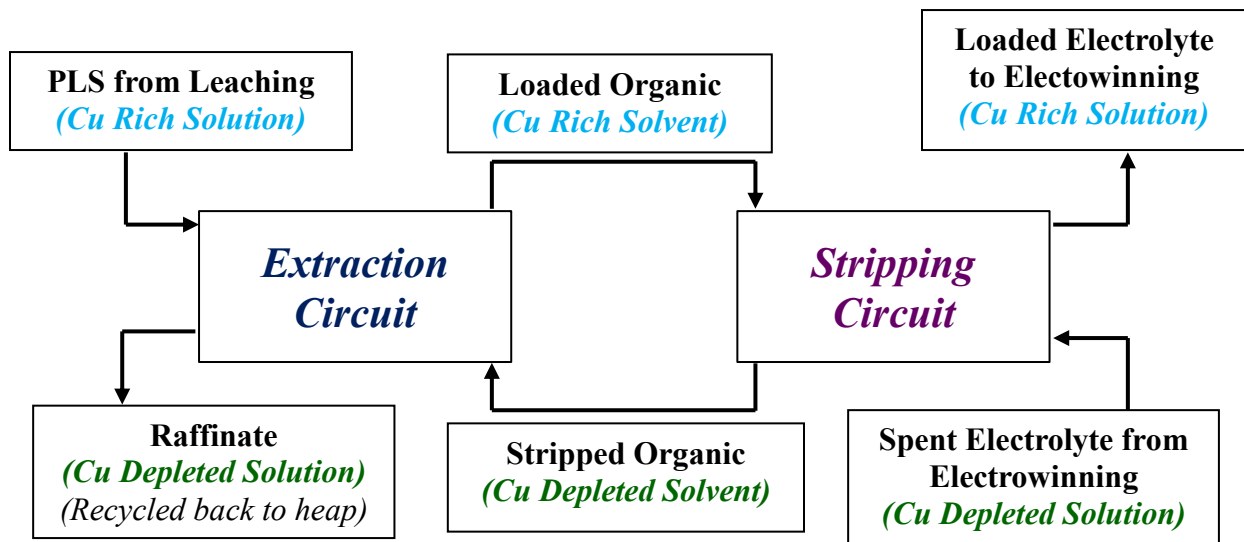 PLS from Leaching
(Cu Rich Solution)
Loaded Organic
(Cu Rich Solvent)
Loaded Electrolyte
to Electowinning
(Cu Rich Solution)
Extraction
Circuit
Stripping
Circuit
Raffinate
(Cu Depleted Solution)
(Recycled back to heap)
Stripped Organic
(Cu Depleted Solvent)
Spent Electrolyte from
Electrowinning
(Cu Depleted Solution)